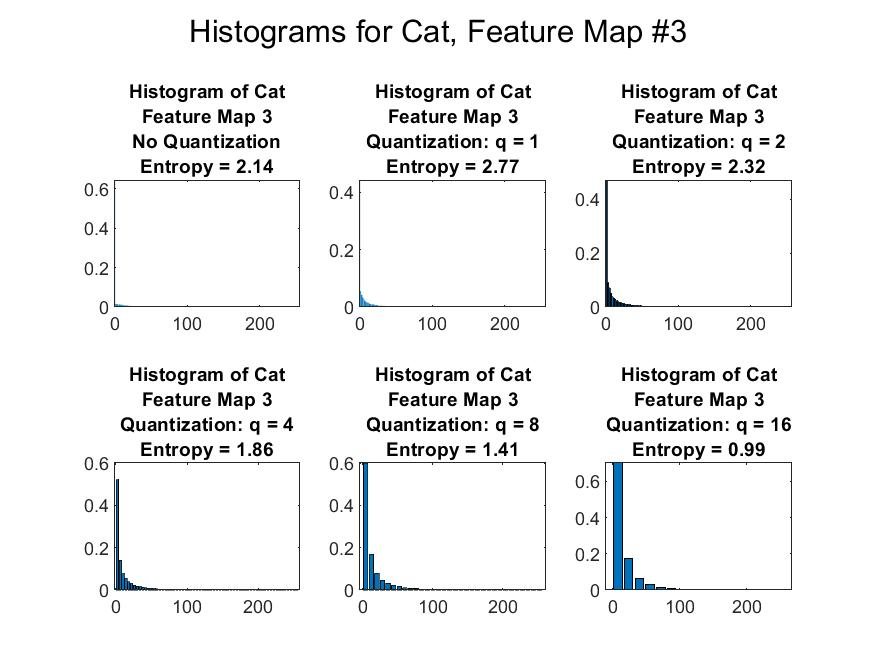 Histograms for Cat, Feature Map #3
Histogram of Cat
Feature Map 3
No Quantization
Entropy = 2.14
0.6
0.4
0.2
0
0 100 200
Histogram of Cat
Feature Map 3
Quantization: q = 1
Entropy = 2.77
0.4
0.2
0
0 100 200
Histogram of Cat
Feature Map 3
Quantization: q = 2
Entropy = 2.32
0.4
0.2
0
0 100 200
Histogram of Cat
Feature Map 3
Quantization: q = 4
Entropy = 1.86
0.6
0.4
0.2
0
0 100 200
Histogram of Cat
Feature Map 3
Quantization: q = 8
Entropy = 1.41
0.6
0.4
0.2
0
0 100 200
Histogram of Cat
Feature Map 3
Quantization: q = 16
Entropy = 0.99
0.6
0.4
0.2
0
0 100 200